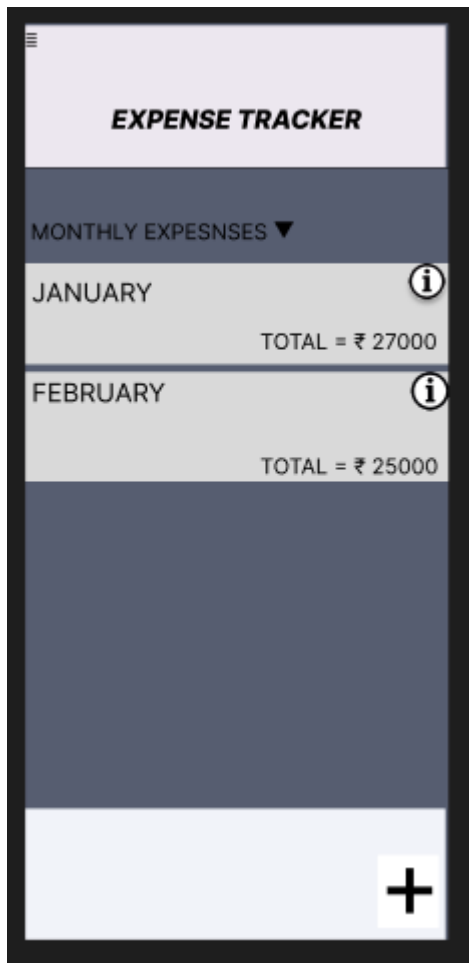 EXPENSE TRACKER
MONTHLY EXPESNSES ▼
JANUARY
TOTAL = ₹ 27000
FEBRUARY
TOTAL = ₹ 25000